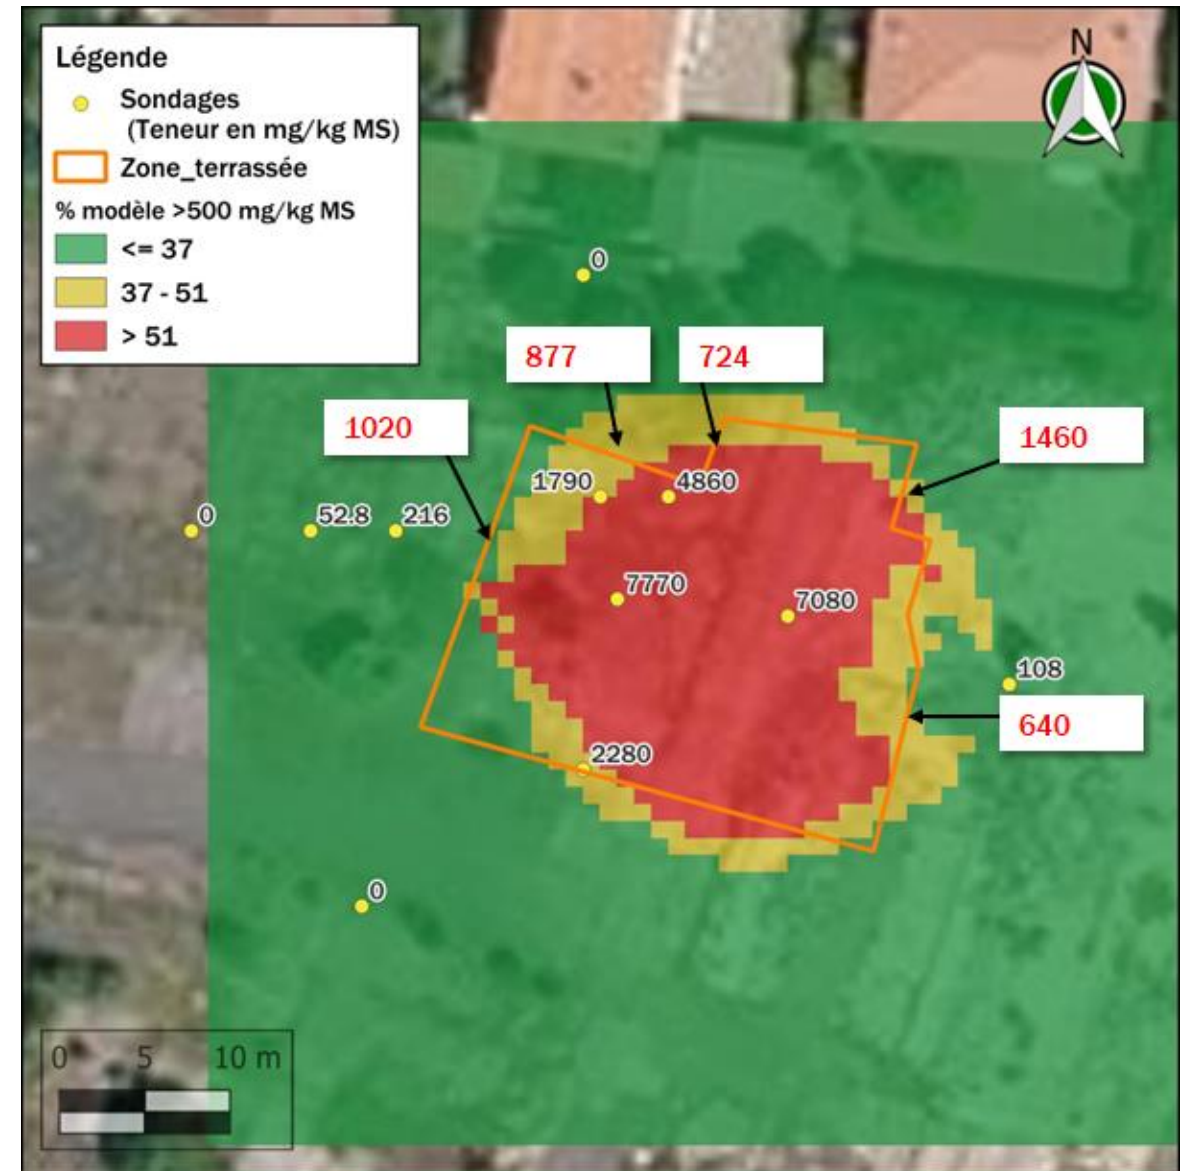 Légende
Sondages
(Teneur en mg/kg MS)
Zone_terrassée
% modèle >500 mg/kg MS
<= 37
37 - 51
> 51
N
0
877
724
1020
1460
1790
4860
0
52.8
216
7770
7080
108
640
2280
0
0 5 10 m